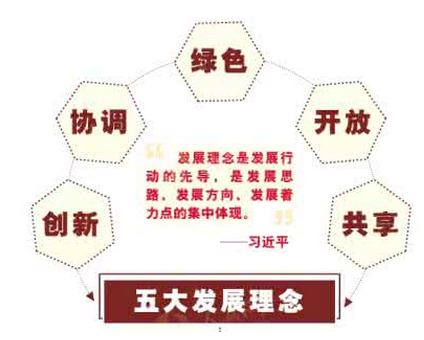 绿色
协调
开放
创新
共享
发展理念是发展行
动的先导，是发展思
路、发展方向、发展着
力点的集中体现。
——习近平
五大发展理念